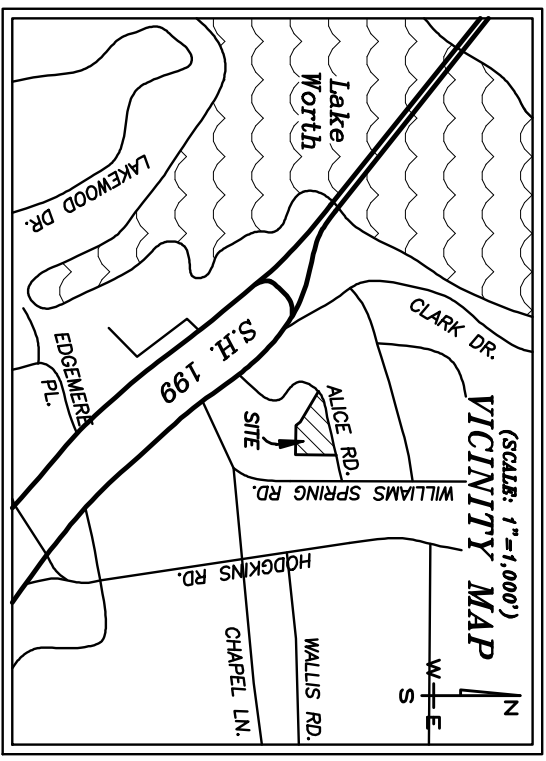 (SCALE: 1"=1,000')
VICINITY MAP
N
W
E
S
CLARK DR.
Lake
Worth
LAKEWOOD DR.
S.H. 199
EDGEMERE
PL.
ALICE RD.
SITE
WILLIAMS SPRING RD.
HODGKINS RD.
WALLIS RD.
CHAPEL LN.